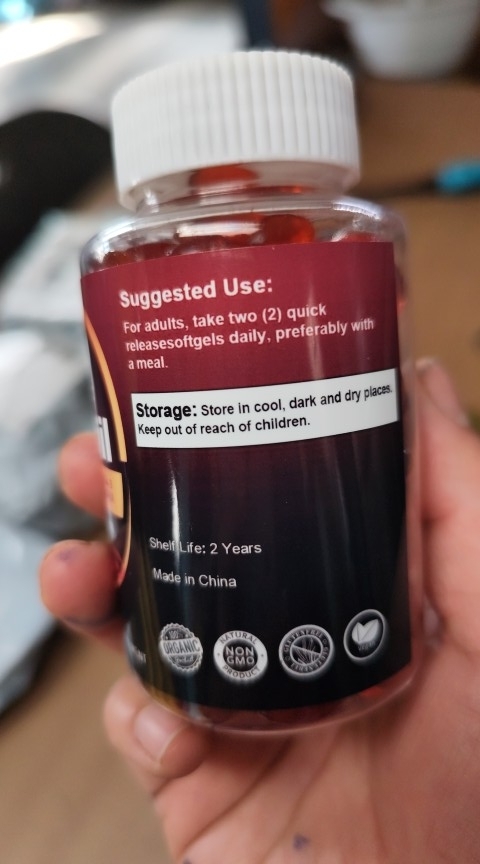 Suggested Use:
For adults, take two (2) quick
releasesoftgels daily, preferably with
a meal.
Storage: Store in cool, dark and dry places.
Keep out of reach of children.
Shelf Life: 2 Years
Made in China
ORGANIC
NATURAL
NON
GMO
PRODUCT